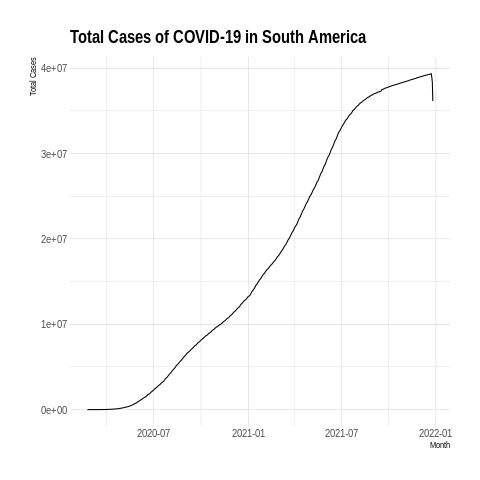 Total Cases of COVID-19 in South America
Total Cases
4e+07
3e+07
2e+07
1e+07
0e+00
2020-07 2021-01 2021-07 2022-01
Month